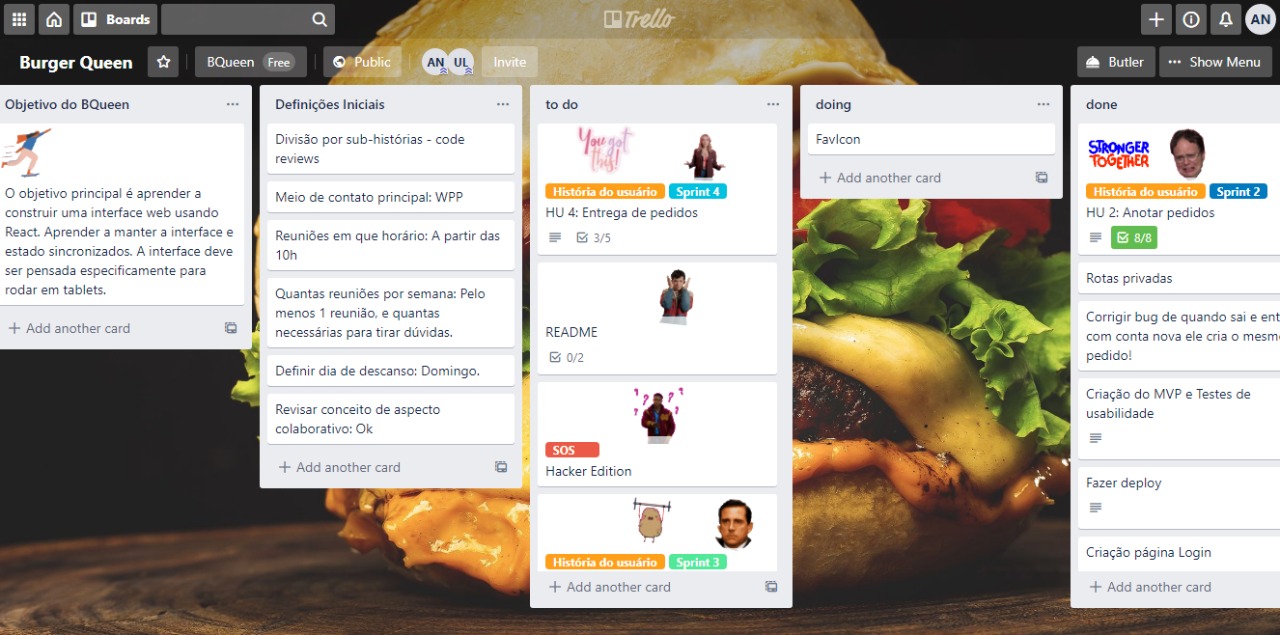 Boards
Trello
AN
Burger Queen
BQueen Free
Public
AN UL
Invite
Butler
Show Menu
Objetivo do BQueen
O objetivo principal é aprender a
construir uma interface web usando
React. Aprender a manter a interface e
estado sincronizados. A interface deve
ser pensada especificamente para
rodar em tablets.
+ Add another card
Definições Iniciais
Divisão por sub-histórias - code
reviews
Meio de contato principal: WPP
Reuniões em que horário: A partir das
10h
Quantas reuniões por semana: Pelo
menos 1 reunião, e quantas
necessárias para tirar dúvidas.
Definir dia de descanso: Domingo.
Revisar conceito de aspecto
colaborativo: Ok
+ Add another card
to do
You got
this!
História do usuário Sprint 4
HU 4: Entrega de pedidos
3/5
README
0/2
? ? ? ?
SOS
Hacker Edition
História do usuário Sprint 3
+ Add another card
doing
FavIcon
+ Add another card
done
STRONGER
TOGETHER
História do usuário Sprint 2
HU 2: Anotar pedidos
8/8
Rotas privadas
Corrigir bug de quando sai e ent
com conta nova ele cria o mesmo
pedido!
Criação do MVP e Testes de
usabilidade
Fazer deploy
Criação página Login
+ Add another card